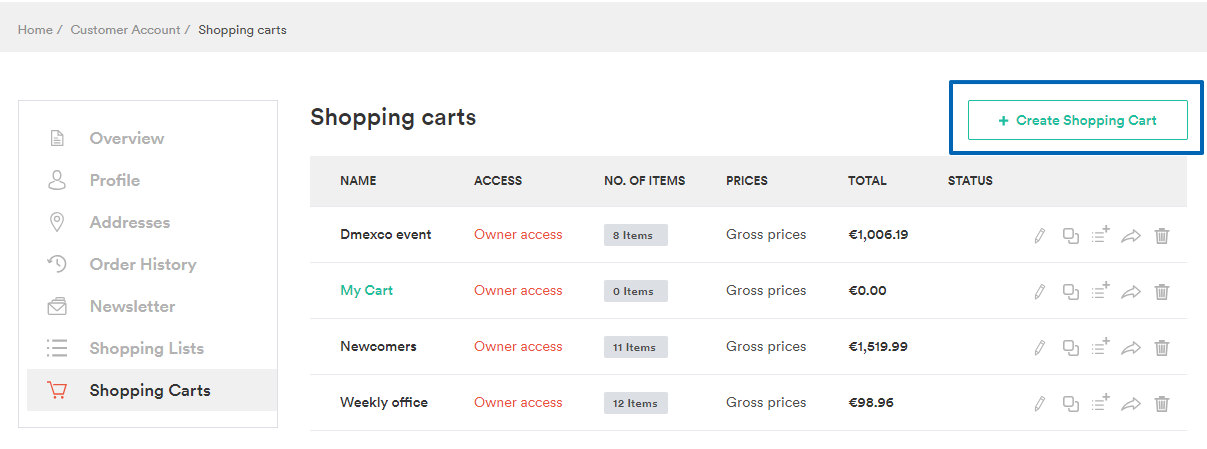 Home / Customer Account / Shopping carts
Overview
Profile
Addresses
Order History
Newsletter
Shopping Lists
Shopping Carts
Shopping carts
+ Create Shopping Cart
NAME ACCESS NO. OF ITEMS PRICES TOTAL STATUS
Dmexco event Owner access 8 Items Gross prices €1,006.19
My Cart Owner access 0 Items Gross prices €0.00
Newcomers Owner access 11 Items Gross prices €1,519.99
Weekly office Owner access 12 Items Gross prices €98.96